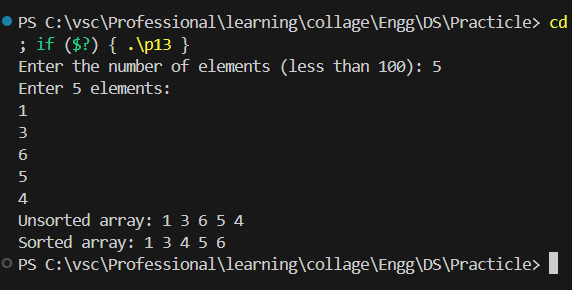 PS C:\vsc\Professional\learning\collage\Engg\DS\Practicle> cd
; if ($?) { .\p13 }
Enter the number of elements (less than 100): 5
Enter 5 elements:
1
3
6
5
4
Unsorted array: 1 3 6 5 4
Sorted array: 1 3 4 5 6
PS C:\vsc\Professional\learning\collage\Engg\DS\Practicle>